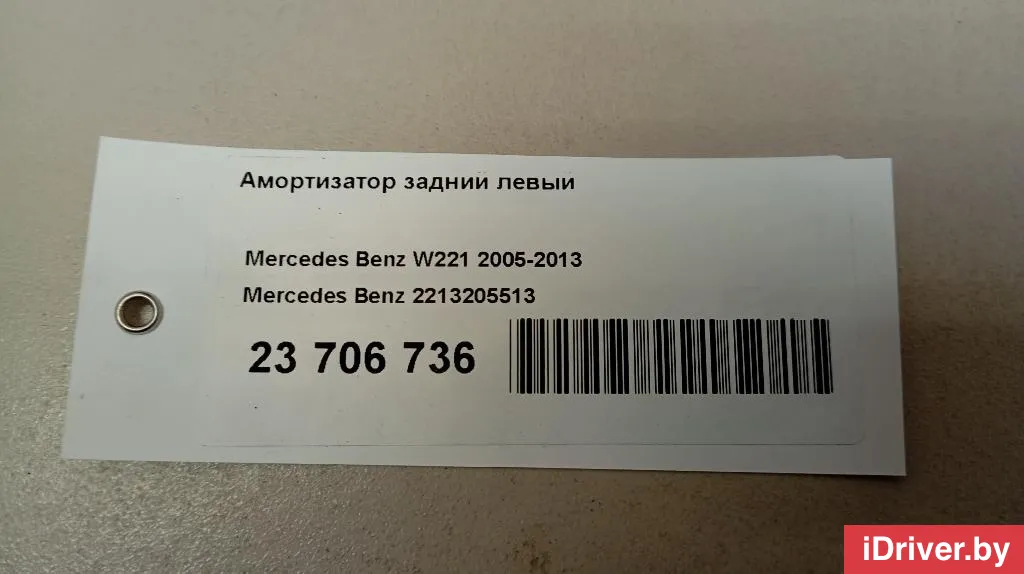 Амортизатор задний левый
Mercedes Benz W221 2005-2013
Mercedes Benz 2213205513
23 706 736
iDriver.by